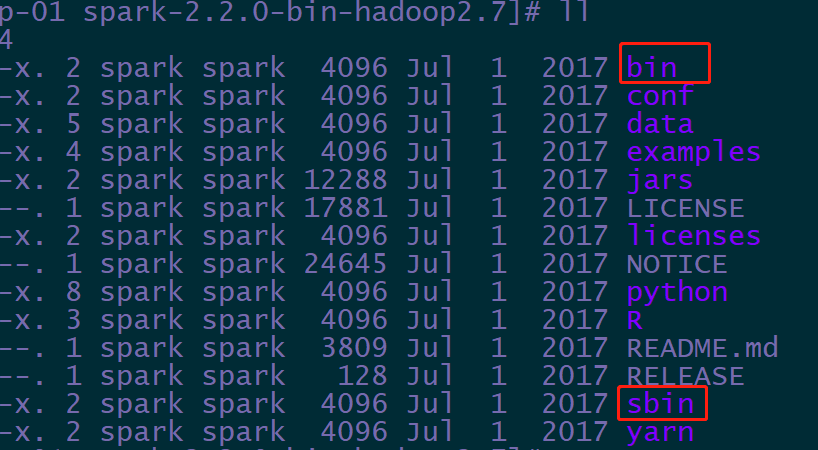 p-01 spark-2.2.0-bin-hadoop2.7]# ll
4
-x. 2 spark spark 4096 Jul 1 2017 bin
-x. 2 spark spark 4096 Jul 1 2017 conf
-x. 5 spark spark 4096 Jul 1 2017 data
-x. 4 spark spark 4096 Jul 1 2017 examples
-x. 2 spark spark 12288 Jul 1 2017 jars
--. 1 spark spark 17881 Jul 1 2017 LICENSE
-x. 2 spark spark 4096 Jul 1 2017 licenses
--. 1 spark spark 24645 Jul 1 2017 NOTICE
-x. 8 spark spark 4096 Jul 1 2017 python
-x. 3 spark spark 4096 Jul 1 2017 R
--. 1 spark spark 3809 Jul 1 2017 README.md
--. 1 spark spark 128 Jul 1 2017 RELEASE
-x. 2 spark spark 4096 Jul 1 2017 sbin
-x. 2 spark spark 4096 Jul 1 2017 yarn